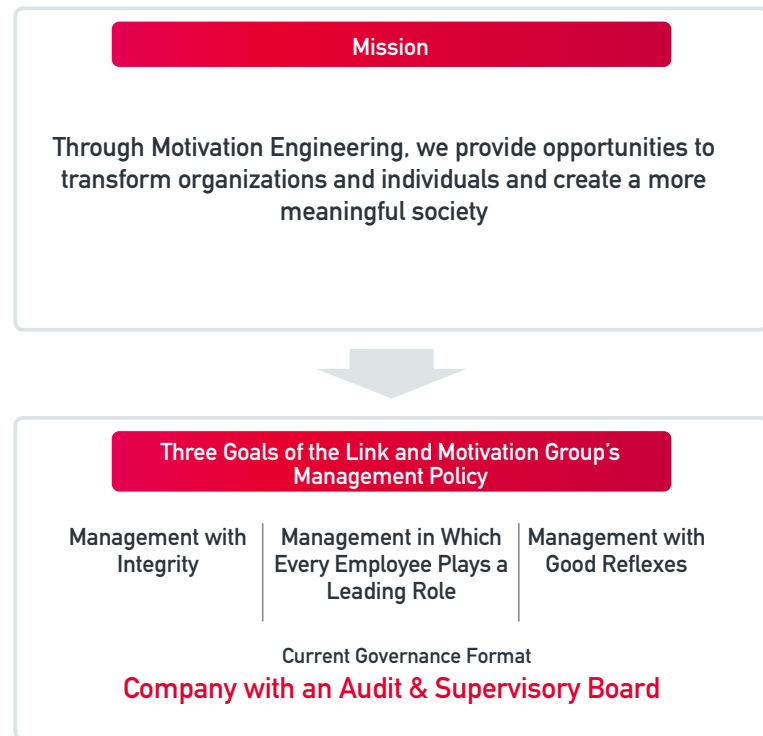 Mission
Through Motivation Engineering, we provide opportunities to
transform organizations and individuals and create a more
meaningful society
Three Goals of the Link and Motivation Group's
Management Policy
Management with
Integrity
Management in Which
Every Employee Plays a
Leading Role
Management with
Good Reflexes
Current Governance Format
Company with an Audit & Supervisory Board